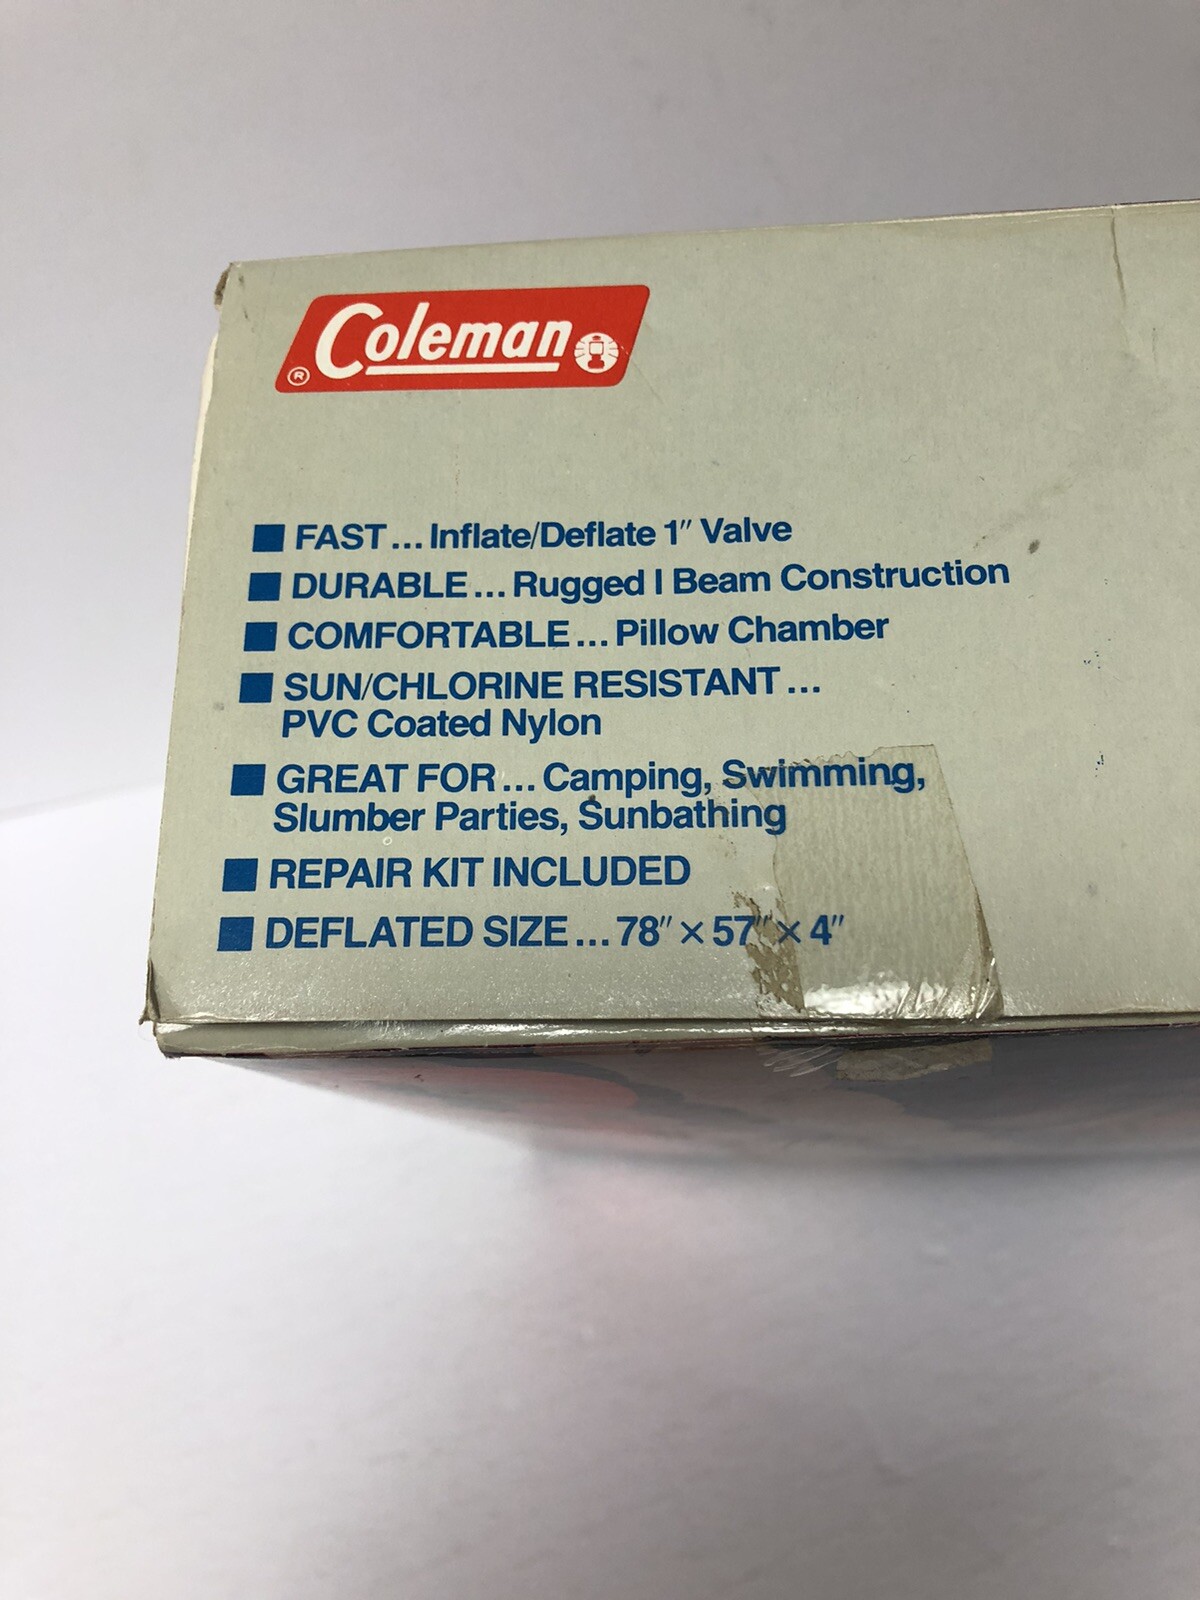 Coleman
®
■ FAST... Inflate/Deflate 1" Valve
■ DURABLE... Rugged I Beam Construction
■ COMFORTABLE... Pillow Chamber
■ SUN/CHLORINE RESISTANT...
PVC Coated Nylon
■ GREAT FOR... Camping, Swimming,
Slumber Parties, Sunbathing
■ REPAIR KIT INCLUDED
■ DEFLATED SIZE... 78" × 57" × 4"